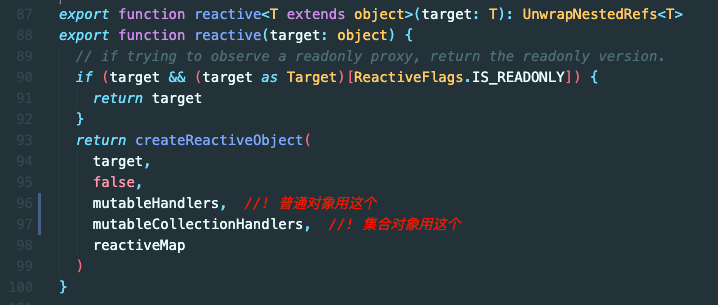 87 export function reactive<T extends object>(target: T): UnwrapNestedRefs<T>
88 export function reactive(target: object) {
89 // if trying to observe a readonly proxy, return the readonly version.
90 if (target && (target as Target)[ReactiveFlags.IS_READONLY]) {
91 return target
92 }
93 return createReactiveObject(
94 target,
95 false,
96 mutableHandlers, //! 普通对象用这个
97 mutableCollectionHandlers, //! 集合对象用这个
98 reactiveMap
99 )
100 }